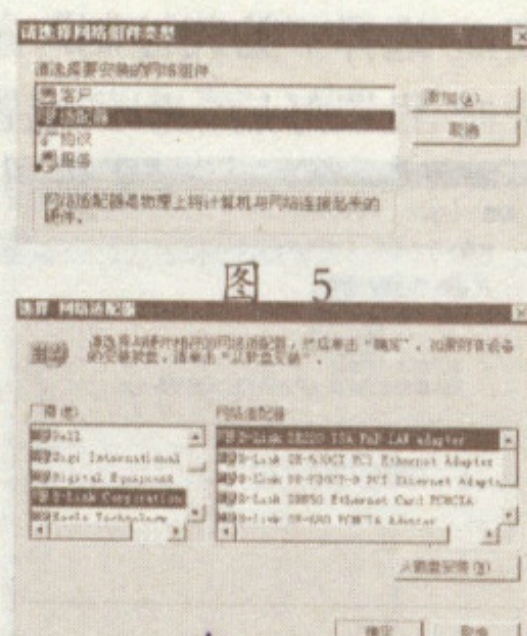 请选择网络组件类型
请选择要安装的网络组件
客户
适配器
协议
服务
添加(A)
取消
网络适配器是物理上将计算机与网络连接起来的
硬件。
图 5
选择 网络适配器
请选择与硬件相符的网络适配器，然后单击“确定”。如果附有该设备
的安装软盘，请单击“从软盘安装”。
厂商(M)
Dell
Digi International
Digital Equipment
D-Link Corporation
网络适配器
D-Link DE220 ISA PnP LAN adapter
D-Link DE-530CT PCI Ethernet Adapter
D-Link DE650 Ethernet Card PCMCIA
从软盘安装(H)
确定
取消